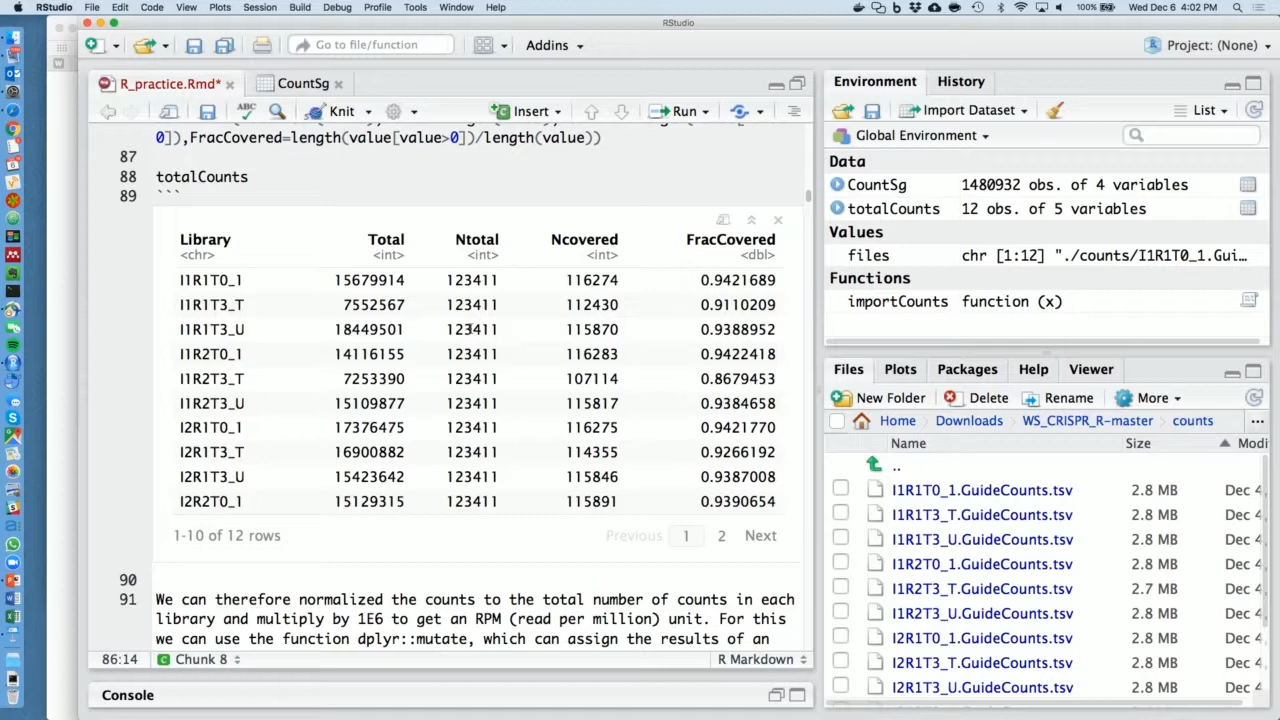 RStudio File Edit Code View Plots Session Build Debug Profile Tools Window Help 100% Wed Dec 6 4:02 PM
RStudio
Go to file/function Addins Project: (None)
R_practice.Rmd* CountSg
ABC Knit Insert Run
0]),FracCovered=length(value[value>0])/length(value))
87
88 totalCounts
89 ```
Library Total Ntotal Ncovered FracCovered
<chr> <int> <int> <int> <dbl>
I1R1T0_1 15679914 123411 116274 0.9421689
I1R1T3_T 7552567 123411 112430 0.9110209
I1R1T3_U 18449501 123411 115870 0.9388952
I1R2T0_1 14116155 123411 116283 0.9422418
I1R2T3_T 7253390 123411 107114 0.8679453
I1R2T3_U 15109877 123411 115817 0.9384658
I2R1T0_1 17376475 123411 116275 0.9421770
I2R1T3_T 16900882 123411 114355 0.9266192
I2R1T3_U 15423642 123411 115846 0.9387008
I2R2T0_1 15129315 123411 115891 0.9390654
1-10 of 12 rows Previous 1 2 Next
90
91 We can therefore normalized the counts to the total number of counts in each
library and multiply by 1E6 to get an RPM (read per million) unit. For this
we can use the function dplyr::mutate, which can assign the results of an
86:14 Chunk 8 R Markdown
Console
Environment History
Import Dataset List
Global Environment
Data
CountSg 1480932 obs. of 4 variables
totalCounts 12 obs. of 5 variables
Values
files chr [1:12] "./counts/I1R1T0_1.Gui…
Functions
importCounts function (x)
Files Plots Packages Help Viewer
New Folder Delete Rename More
Home Downloads WS_CRISPR_R-master counts ...
Name Size Modi
..
I1R1T0_1.GuideCounts.tsv 2.8 MB Dec 4
I1R1T3_T.GuideCounts.tsv 2.8 MB Dec 4
I1R1T3_U.GuideCounts.tsv 2.8 MB Dec 4
I1R2T0_1.GuideCounts.tsv 2.8 MB Dec 4
I1R2T3_T.GuideCounts.tsv 2.7 MB Dec 4
I1R2T3_U.GuideCounts.tsv 2.8 MB Dec 4
I2R1T0_1.GuideCounts.tsv 2.8 MB Dec 4
I2R1T3_T.GuideCounts.tsv 2.8 MB Dec 4
I2R1T3_U.GuideCounts.tsv 2.8 MB Dec 4